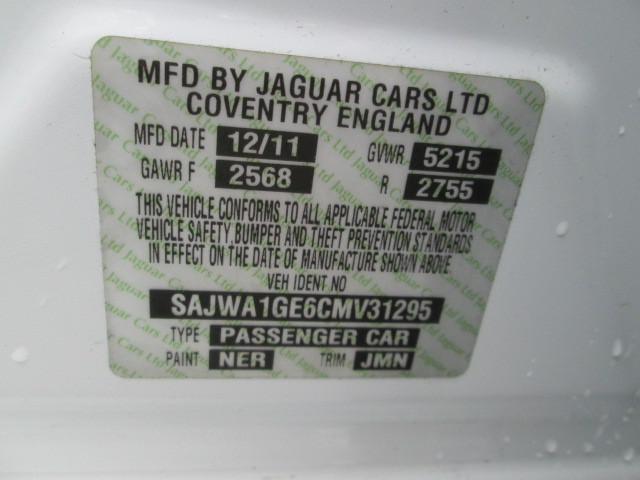 MFD BY JAGUAR CARS LTD
COVENTRY ENGLAND
MFD DATE 12/11 GVWR 5215
GAWR F 2568 R 2755
THIS VEHICLE CONFORMS TO ALL APPLICABLE FEDERAL MOTOR
VEHICLE SAFETY, BUMPER AND THEFT PREVENTION STANDARDS
IN EFFECT ON THE DATE OF MANUFACTURE SHOWN ABOVE
VEH IDENT NO
SAJWA1GE6CMV31295
TYPE PASSENGER CAR
PAINT NER TRIM JMN